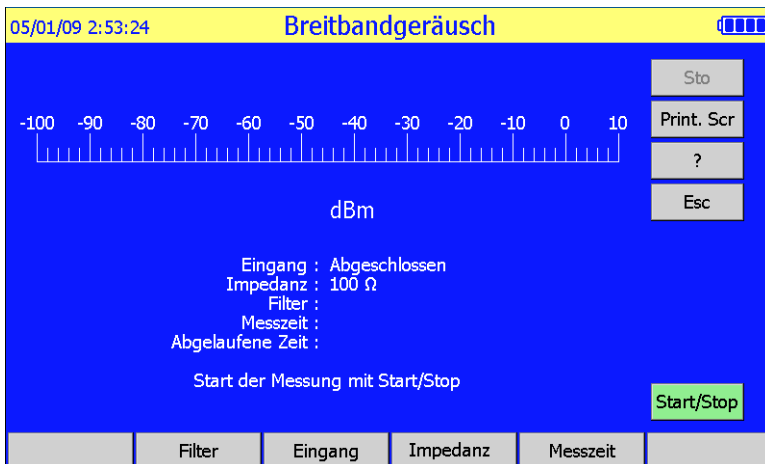 05/01/09 2:53:24 Breitbandgeräusch
Sto
Print. Scr
?
Esc
-100 -90 -80 -70 -60 -50 -40 -30 -20 -10 0 10
dBm
Eingang : Abgeschlossen
Impedanz : 100 Ω
Filter :
Messzeit :
Abgelaufene Zeit :
Start der Messung mit Start/Stop
Start/Stop
Filter Eingang Impedanz Messzeit